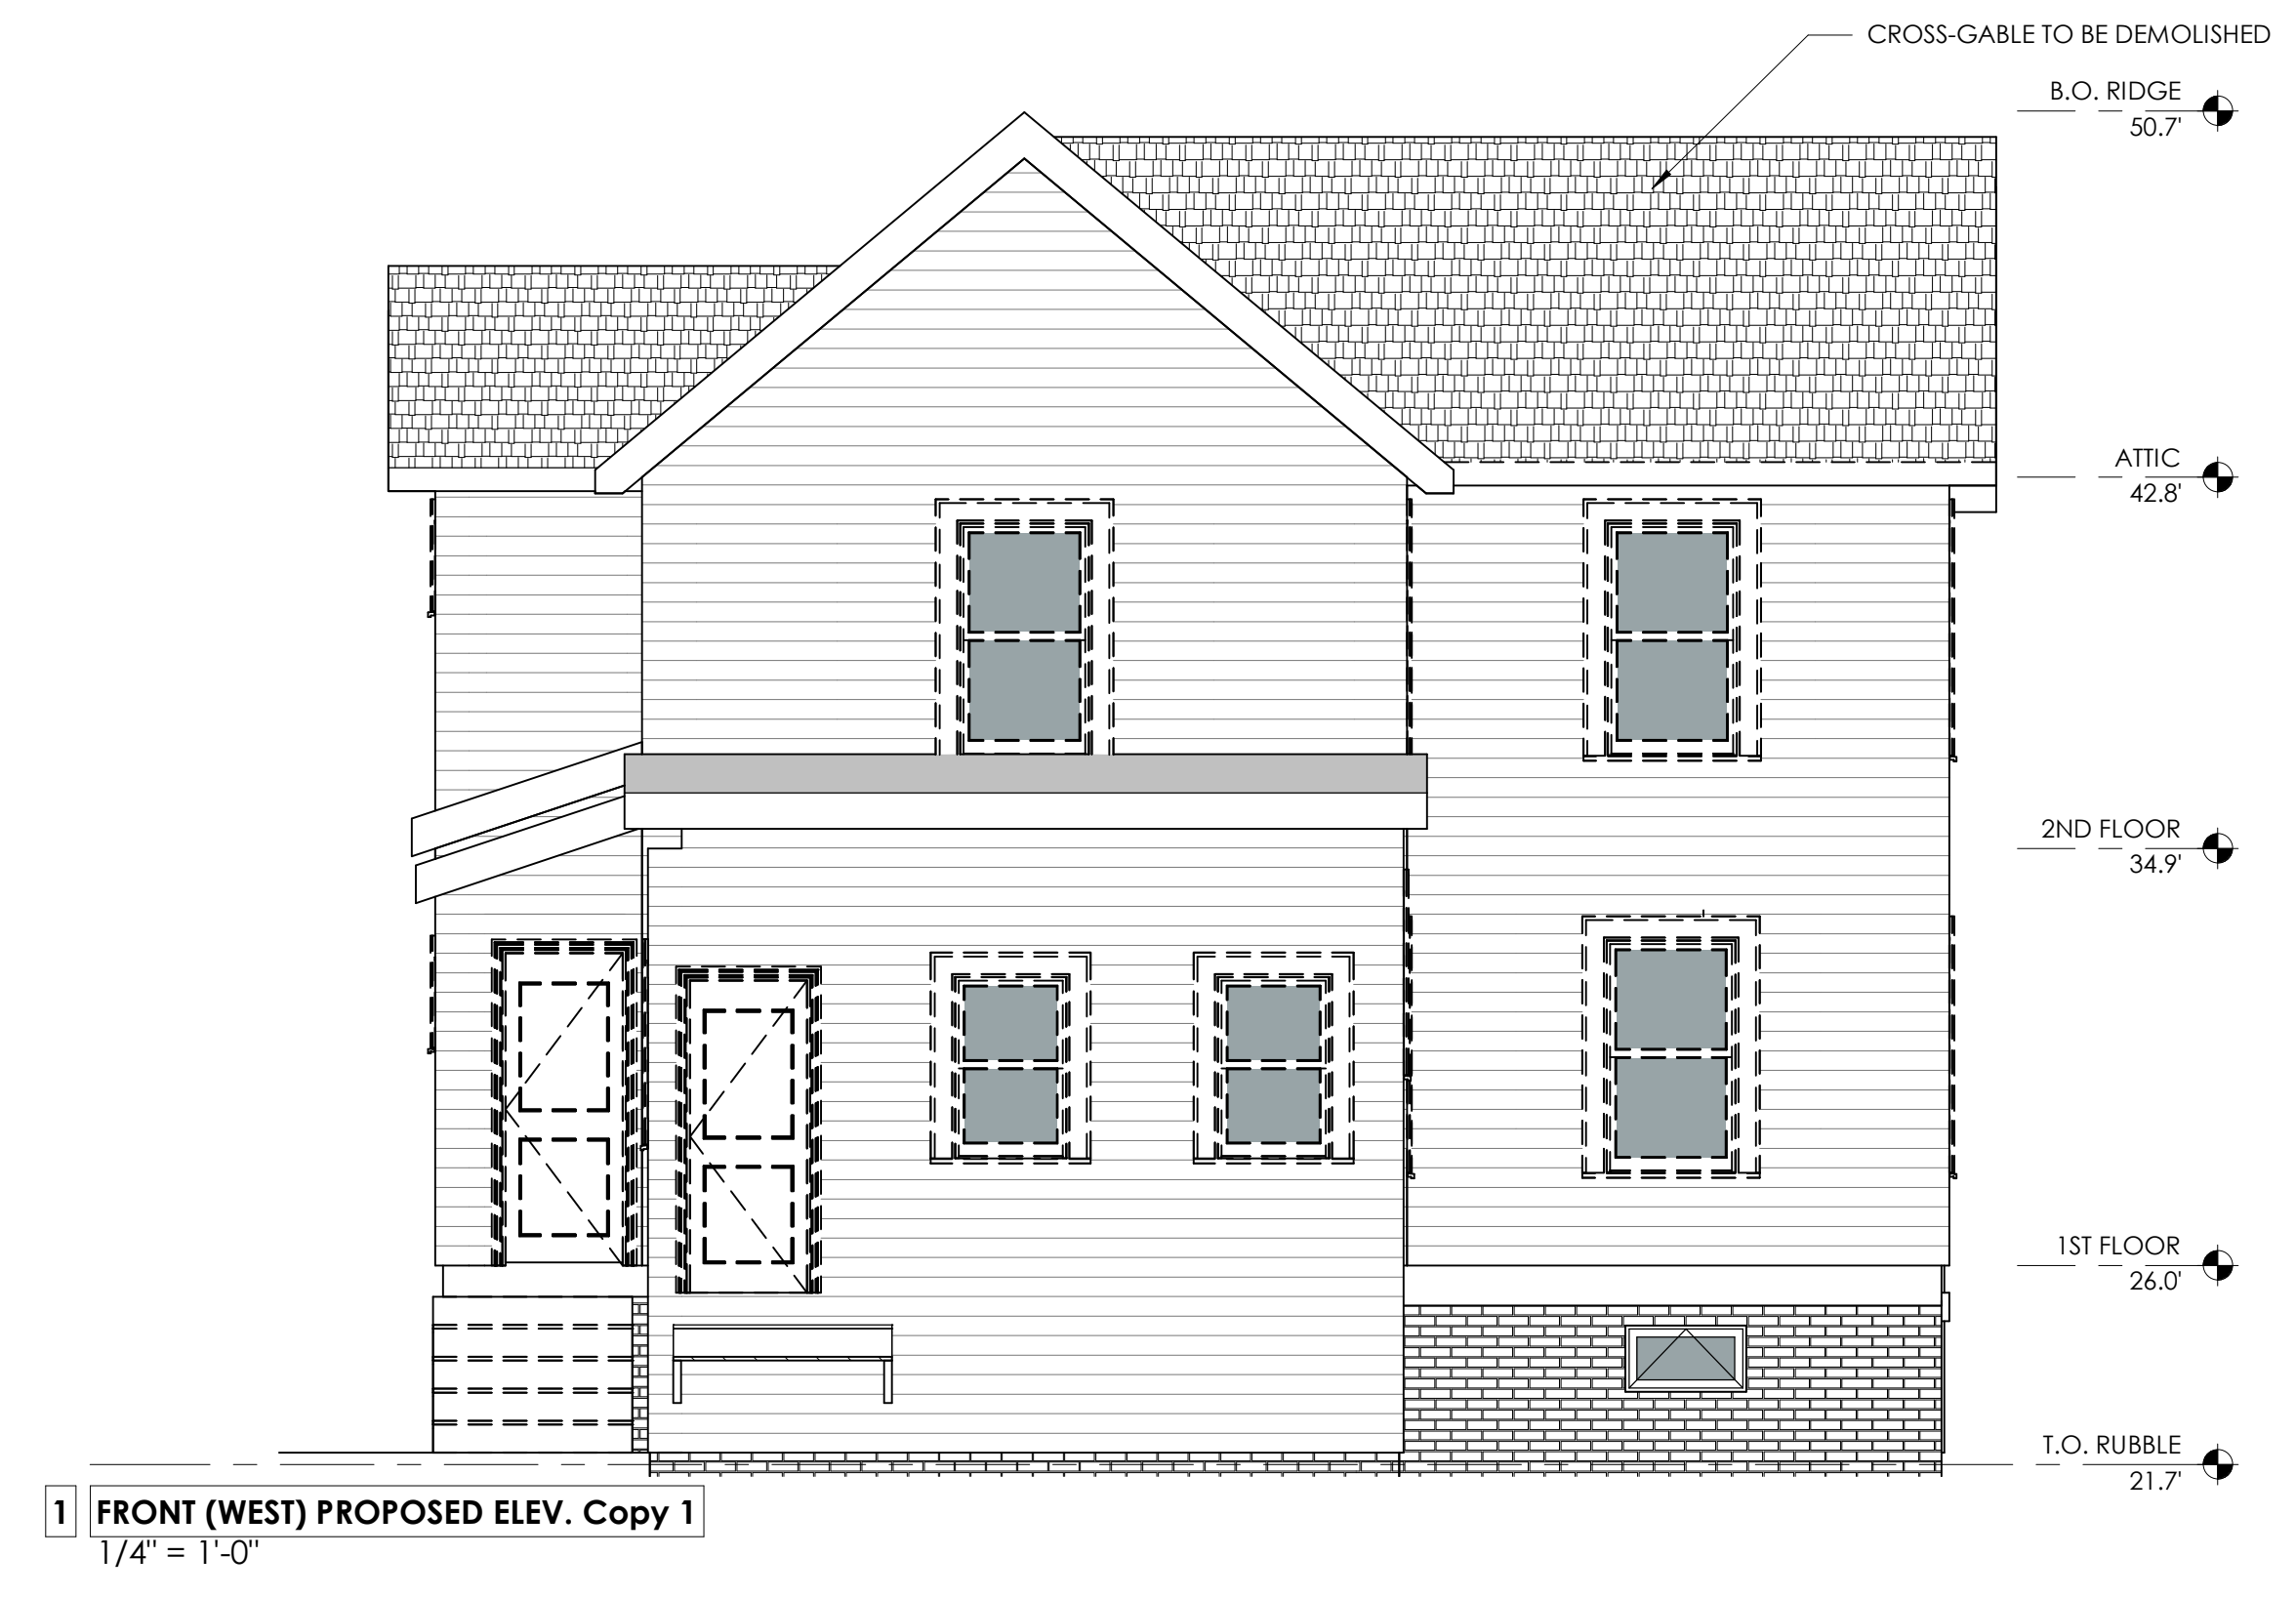 CROSS-GABLE TO BE DEMOLISHED
B.O. RIDGE
50.7'
ATTIC
42.8'
2ND FLOOR
34.9'
1ST FLOOR
26.0'
T.O. RUBBLE
21.7'
1 FRONT (WEST) PROPOSED ELEV. Copy 1
1/4" = 1'-0"